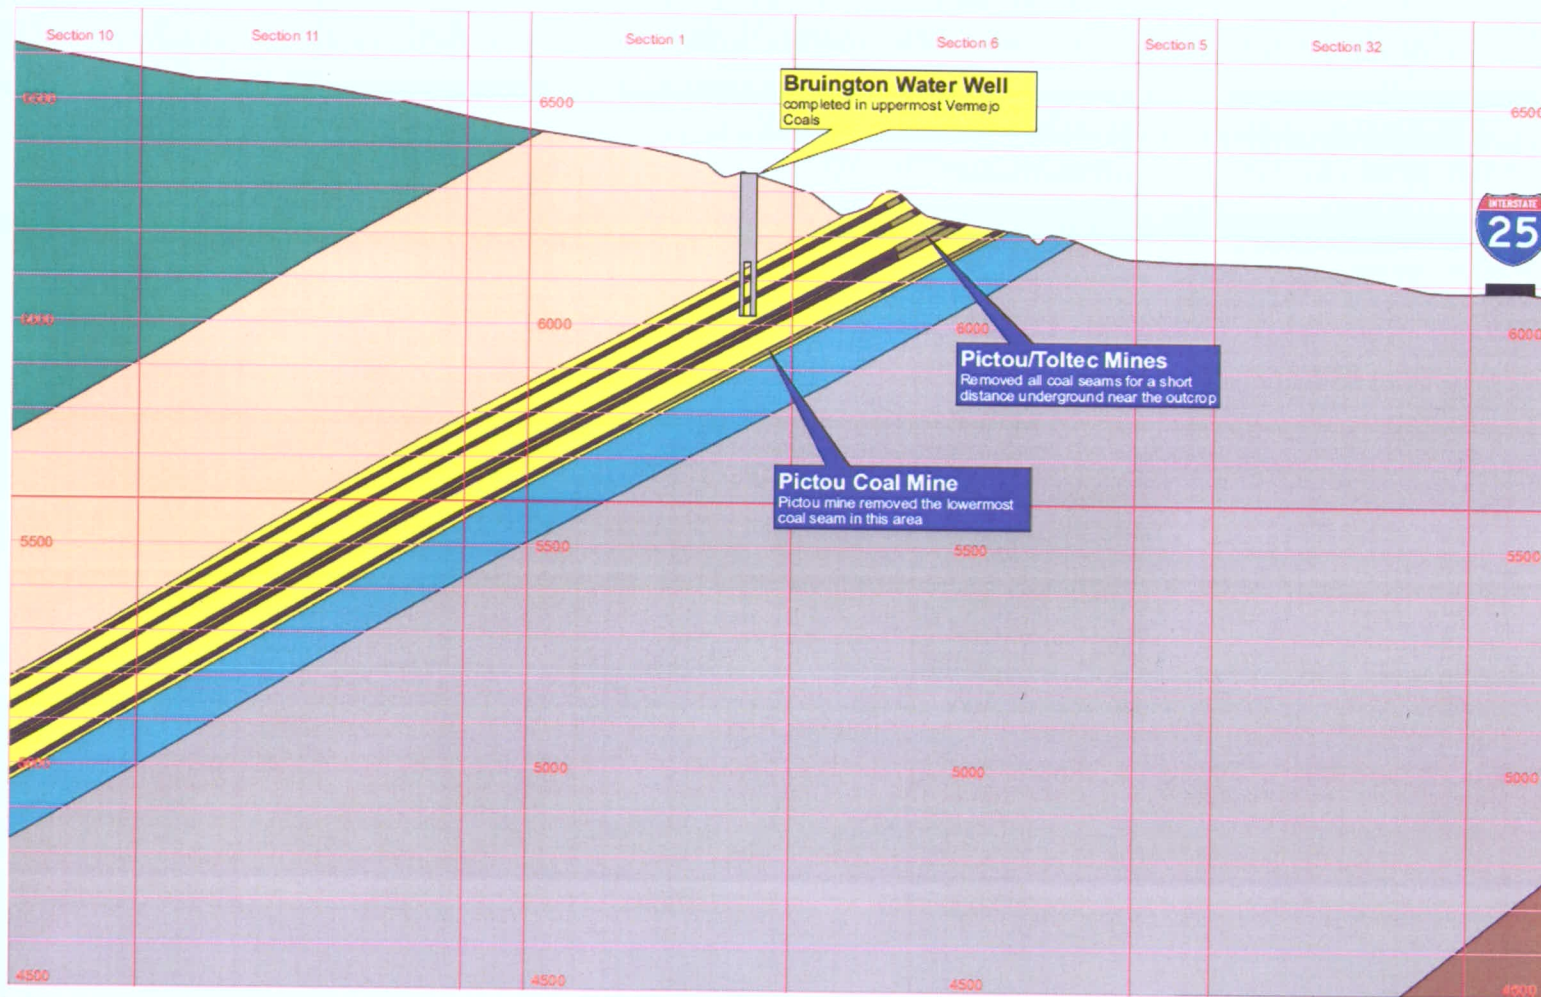 Section 10 Section 11 Section 1 Section 6 Section 5 Section 32
Bruington Water Well
completed in uppermost Vermejo
Coals
6500 6500 6500
INTERSTATE
25
6000 6000 6000 6000
Pictou/Toltec Mines
Removed all coal seams for a short
distance underground near the outcrop
Pictou Coal Mine
Pictou mine removed the lowermost
coal seam in this area
5500 5500 5500 5500
5000 5000 5000 5000
4500 4500 4500 4500